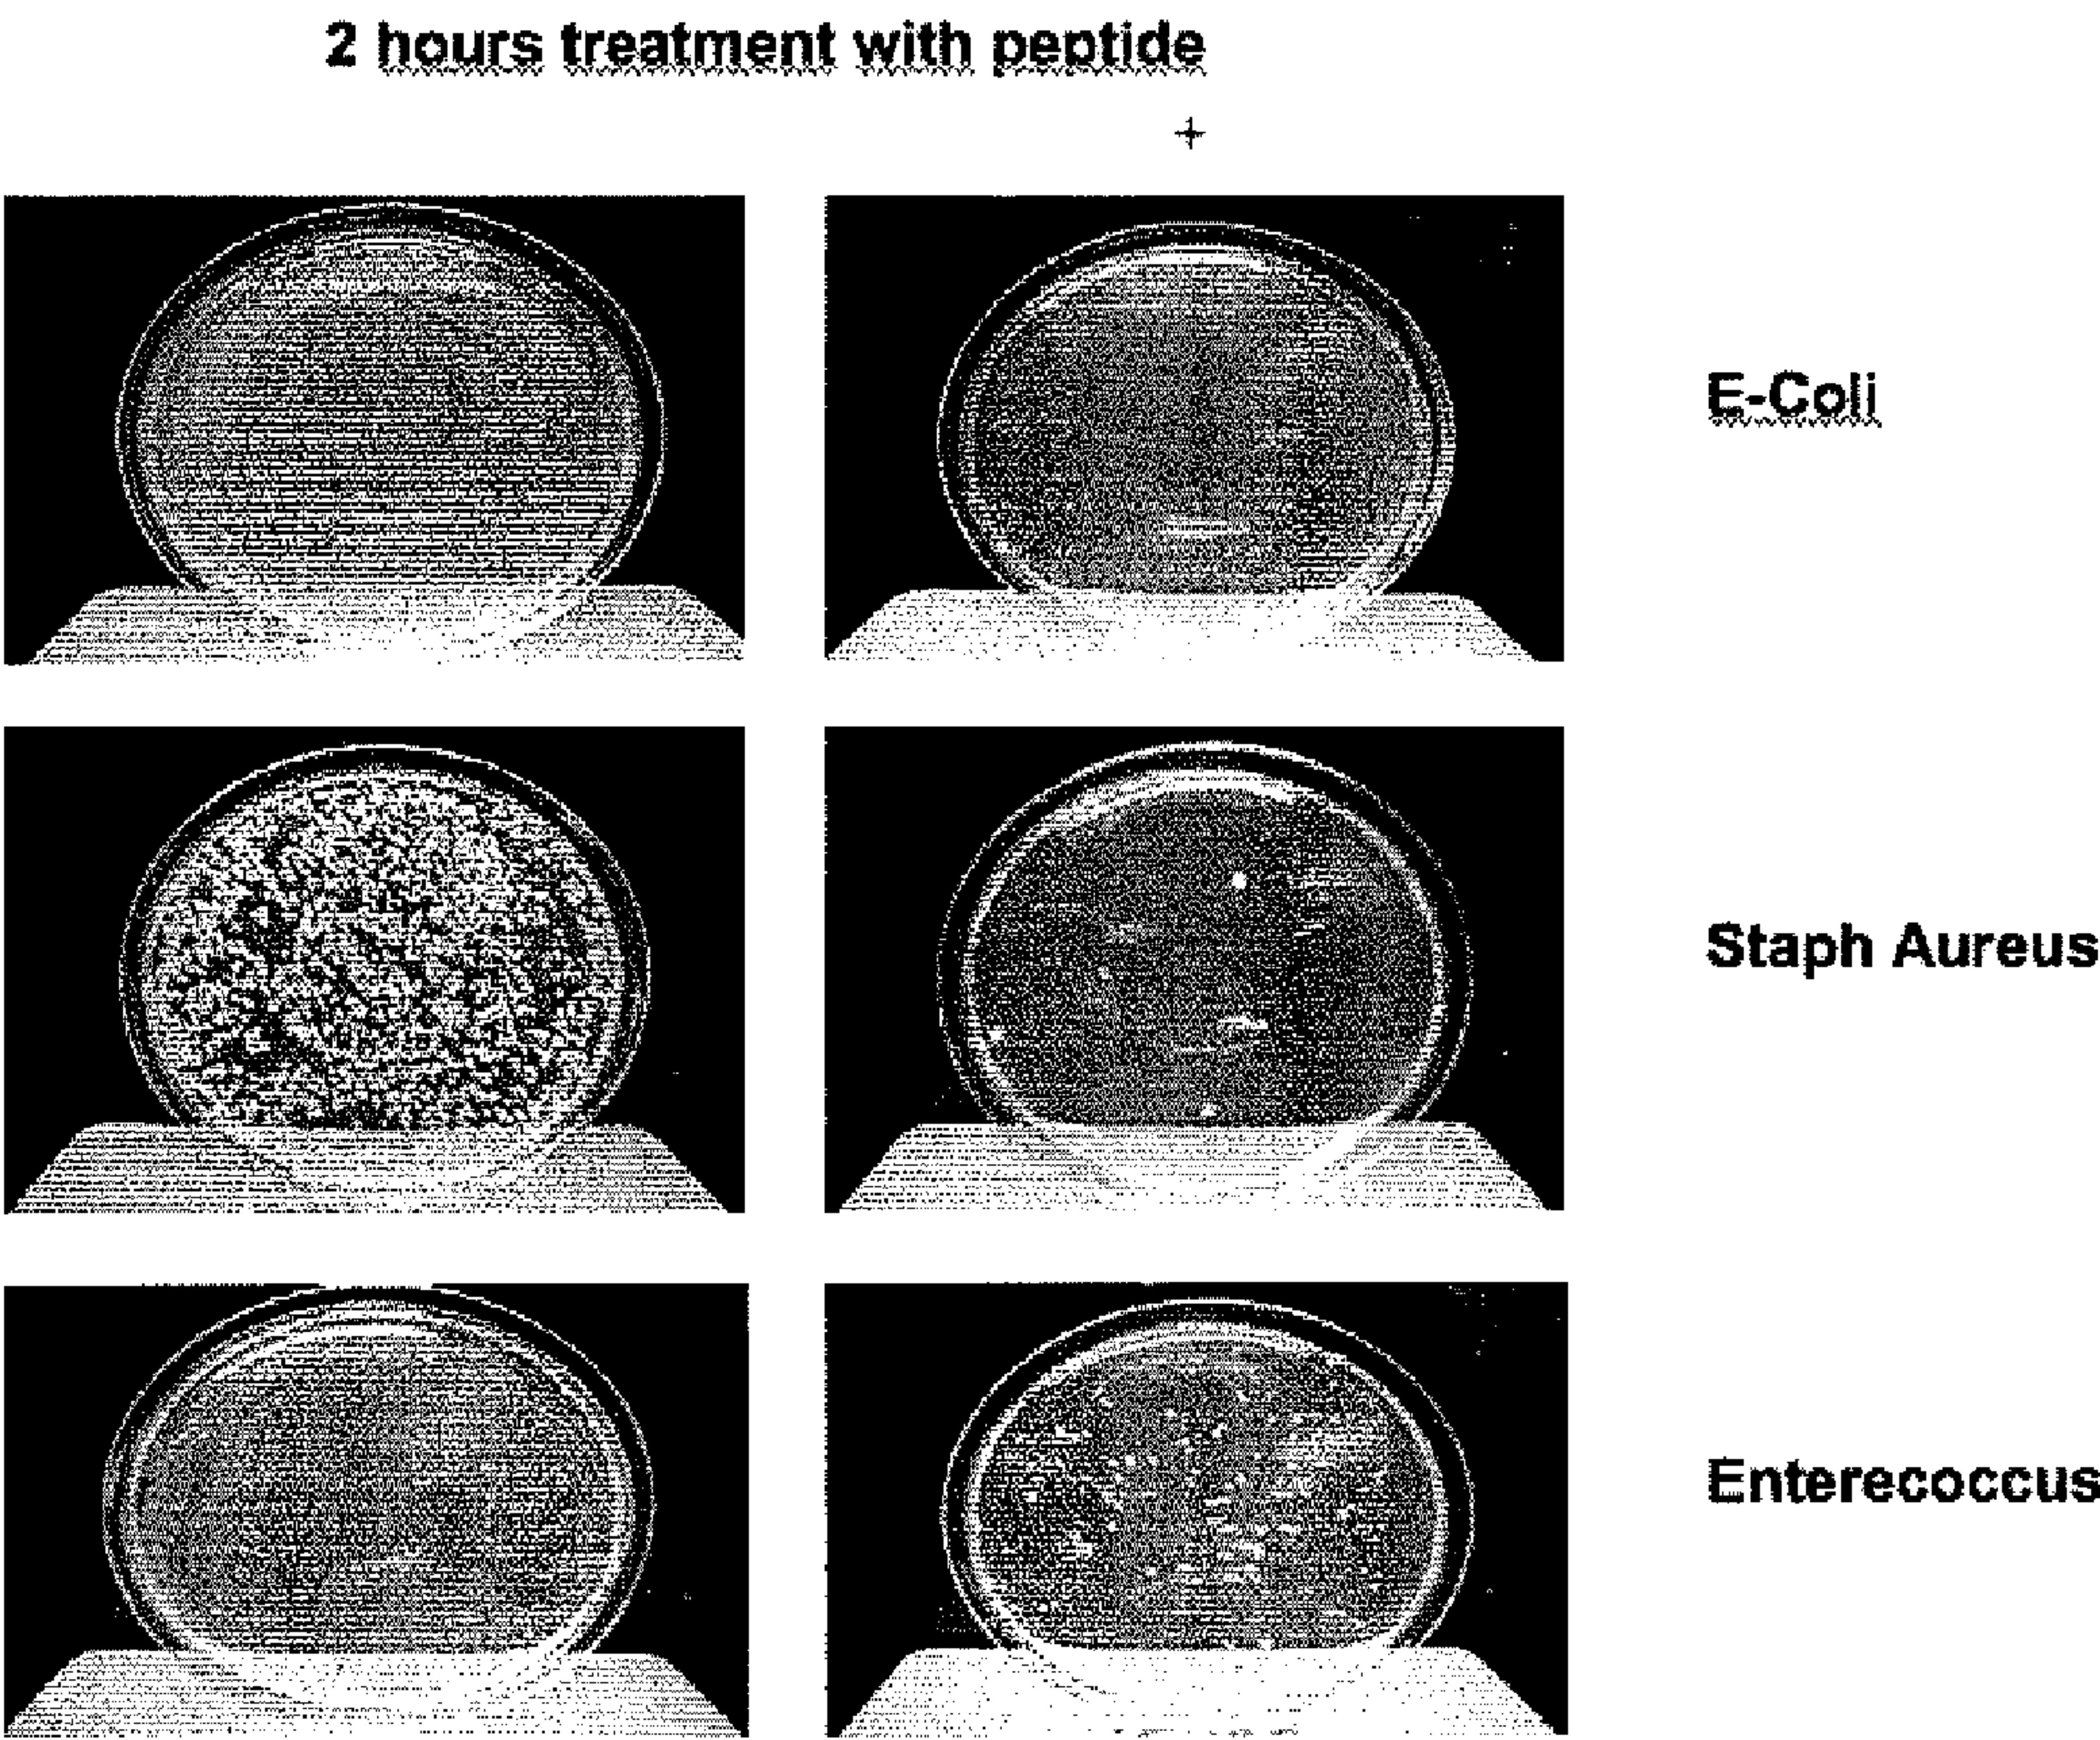 2 hours treatment with peptide
+
E-Coli
Staph Aureus
Enterecoccus